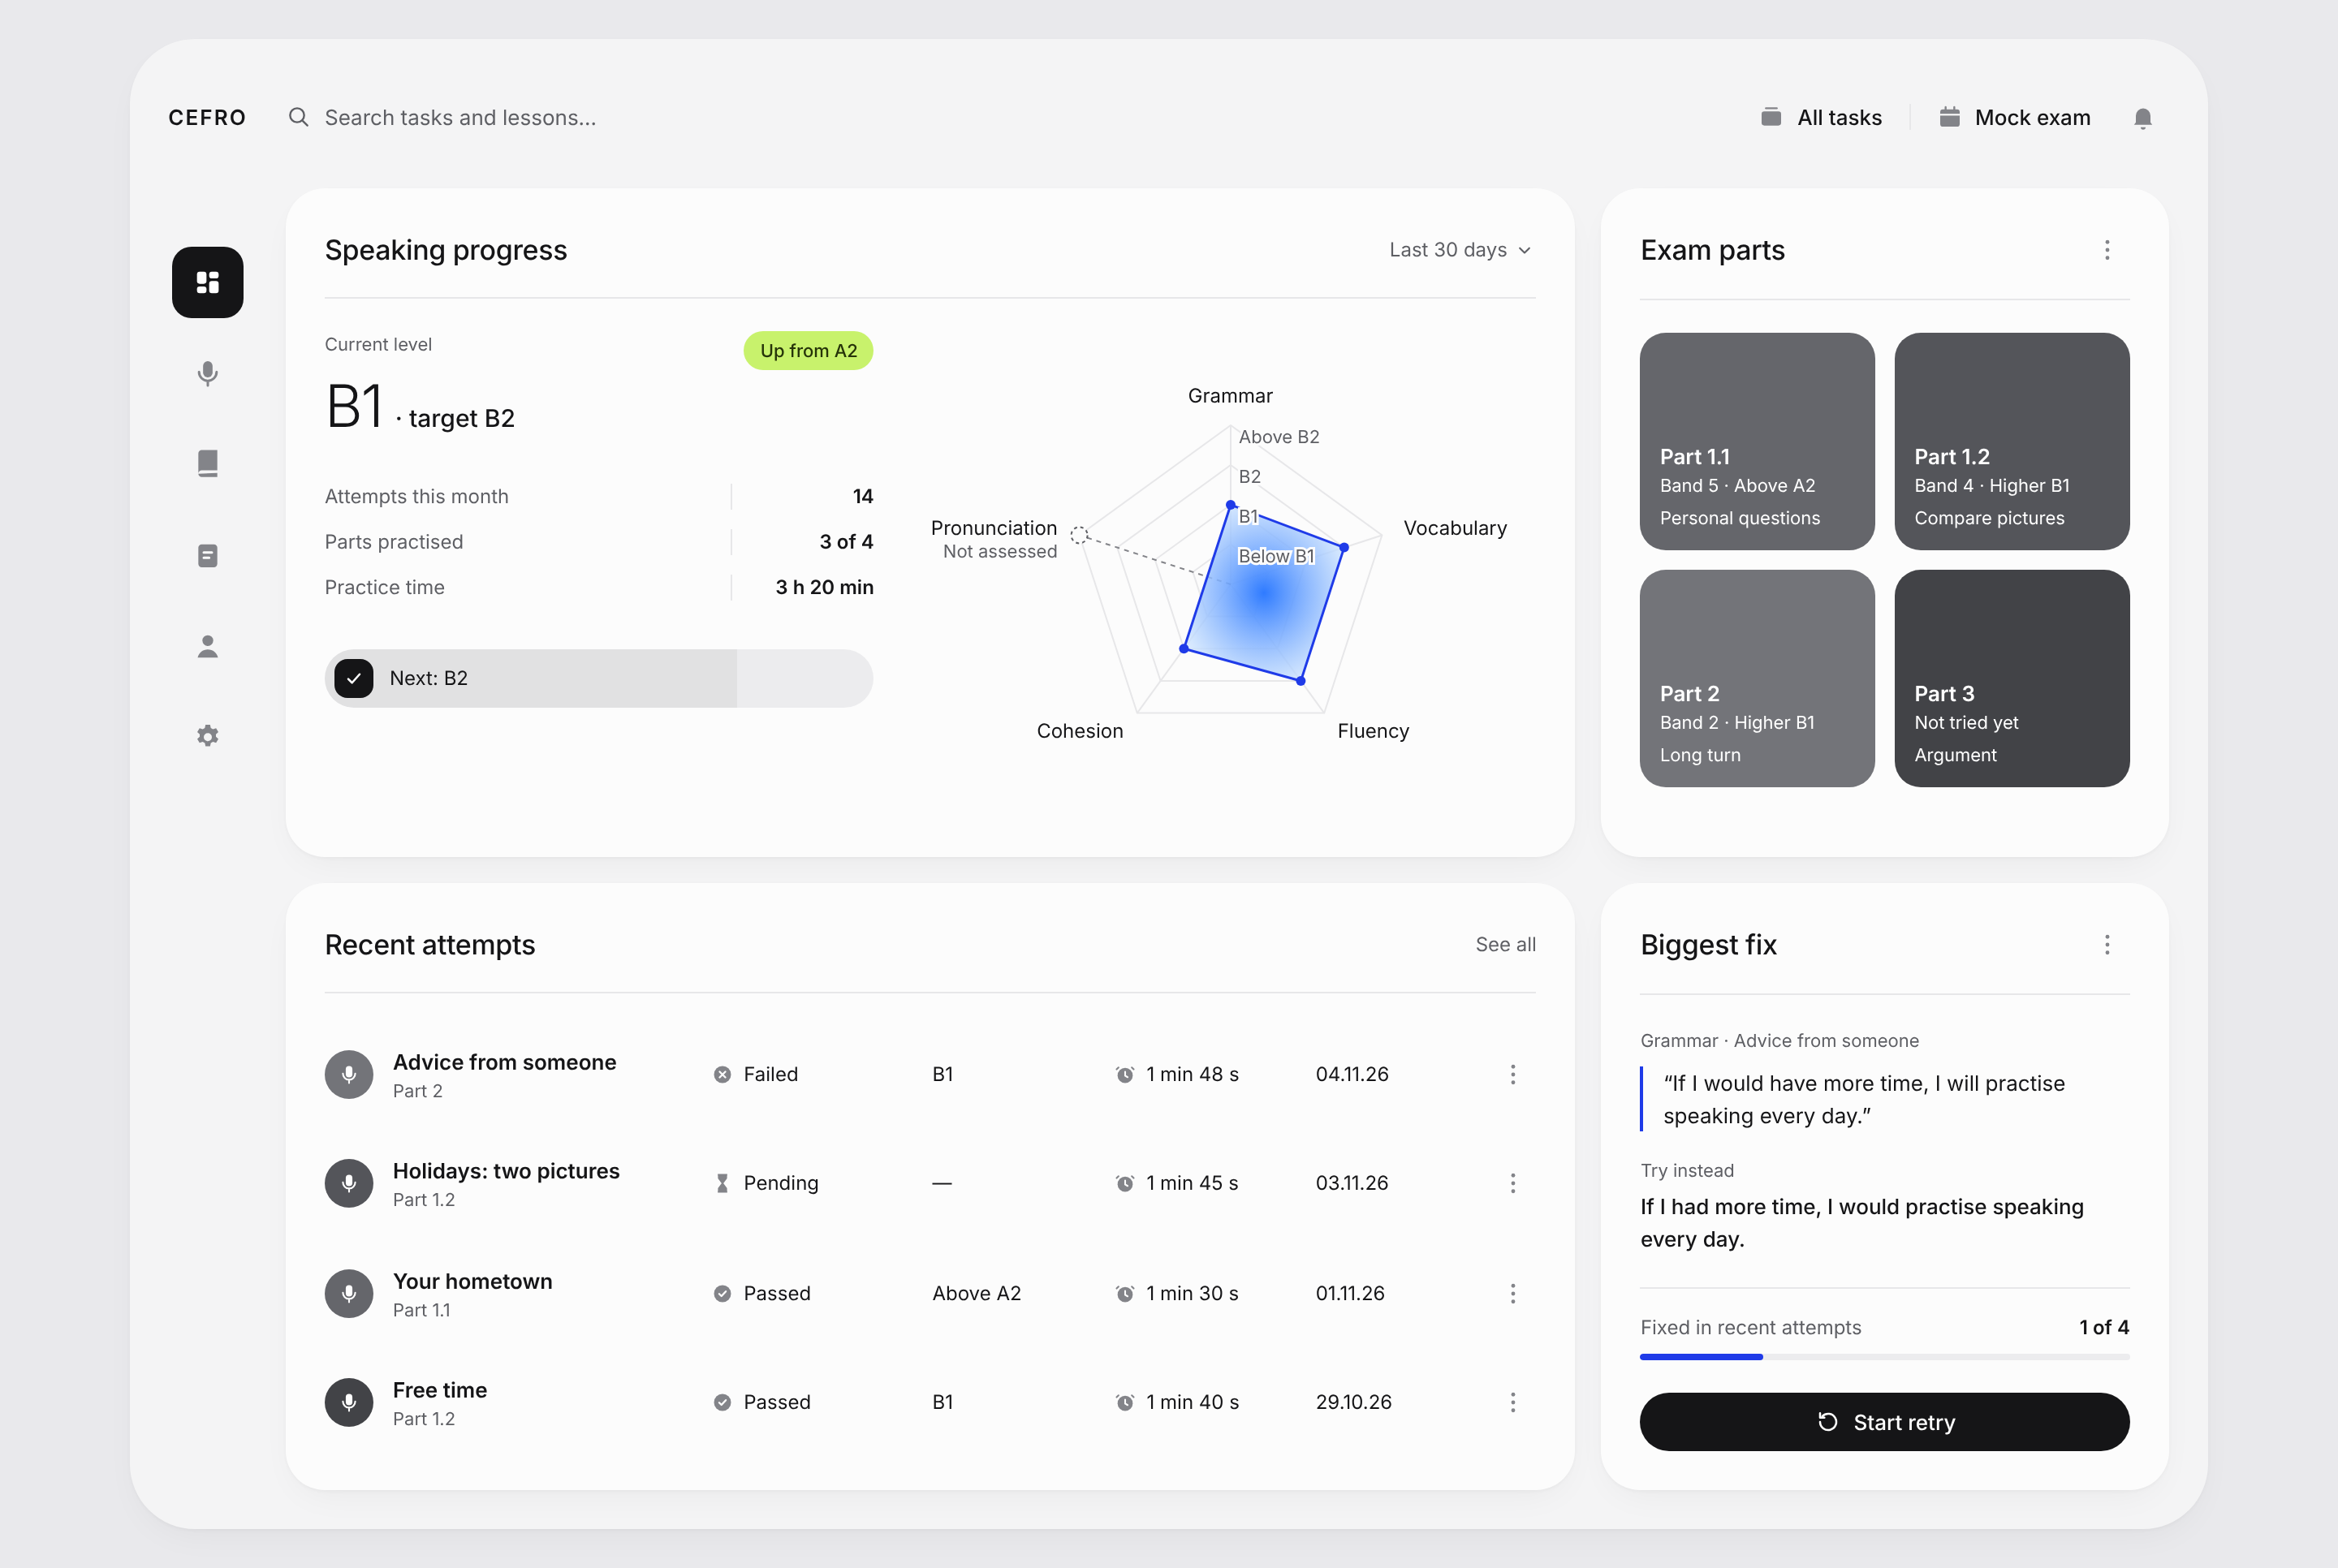 CEFRO
Search tasks and lessons...
All tasks
Mock exam
Speaking progress
Last 30 days
Current level
Up from A2
B1 · target B2
Attempts this month
14
Parts practised
3 of 4
Practice time
3 h 20 min
Next: B2
Grammar
Above B2
B2
B1
Below B1
Pronunciation
Not assessed
Vocabulary
Cohesion
Fluency
Exam parts
Part 1.1
Band 5 · Above A2
Personal questions
Part 1.2
Band 4 · Higher B1
Compare pictures
Part 2
Band 2 · Higher B1
Long turn
Part 3
Not tried yet
Argument
Recent attempts
See all
Advice from someone
Part 2
Failed
B1
1 min 48 s
04.11.26
Holidays: two pictures
Part 1.2
Pending
—
1 min 45 s
03.11.26
Your hometown
Part 1.1
Passed
Above A2
1 min 30 s
01.11.26
Free time
Part 1.2
Passed
B1
1 min 40 s
29.10.26
Biggest fix
Grammar · Advice from someone
“If I would have more time, I will practise
speaking every day.”
Try instead
If I had more time, I would practise speaking
every day.
Fixed in recent attempts
1 of 4
Start retry